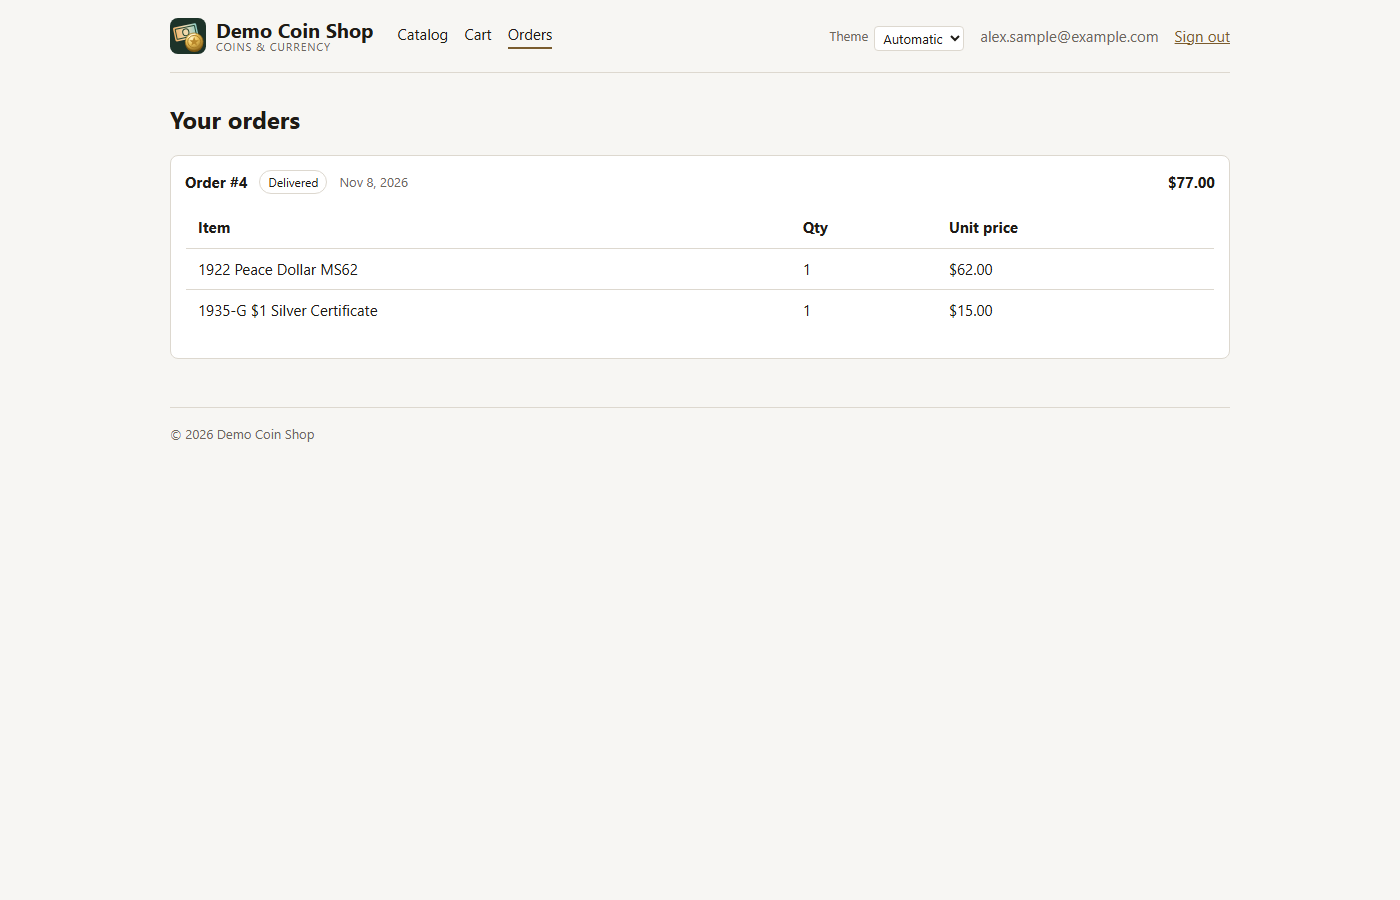 Demo Coin Shop
COINS & CURRENCY
Catalog Cart Orders
Theme Automatic alex.sample@example.com Sign out
Your orders
Order #4 Delivered Nov 8, 2026 $77.00
Item Qty Unit price
1922 Peace Dollar MS62 1 $62.00
1935-G $1 Silver Certificate 1 $15.00
© 2026 Demo Coin Shop